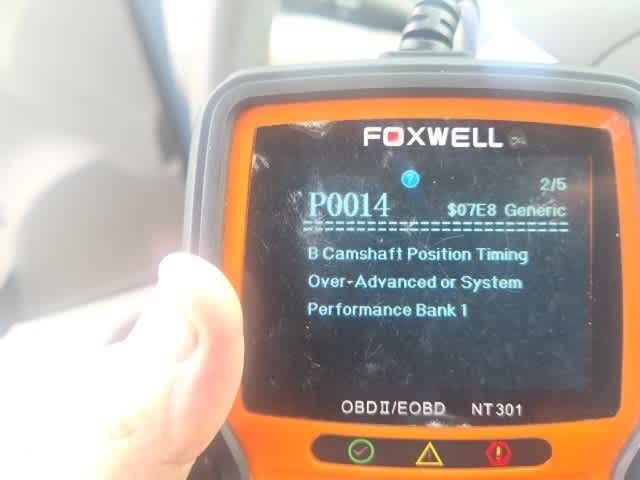 FOXWELL
?
2/5
P0014 $07E8 Generic
==============================
B Camshaft Position Timing
Over-Advanced or System
Performance Bank 1
OBDII/EOBD NT301